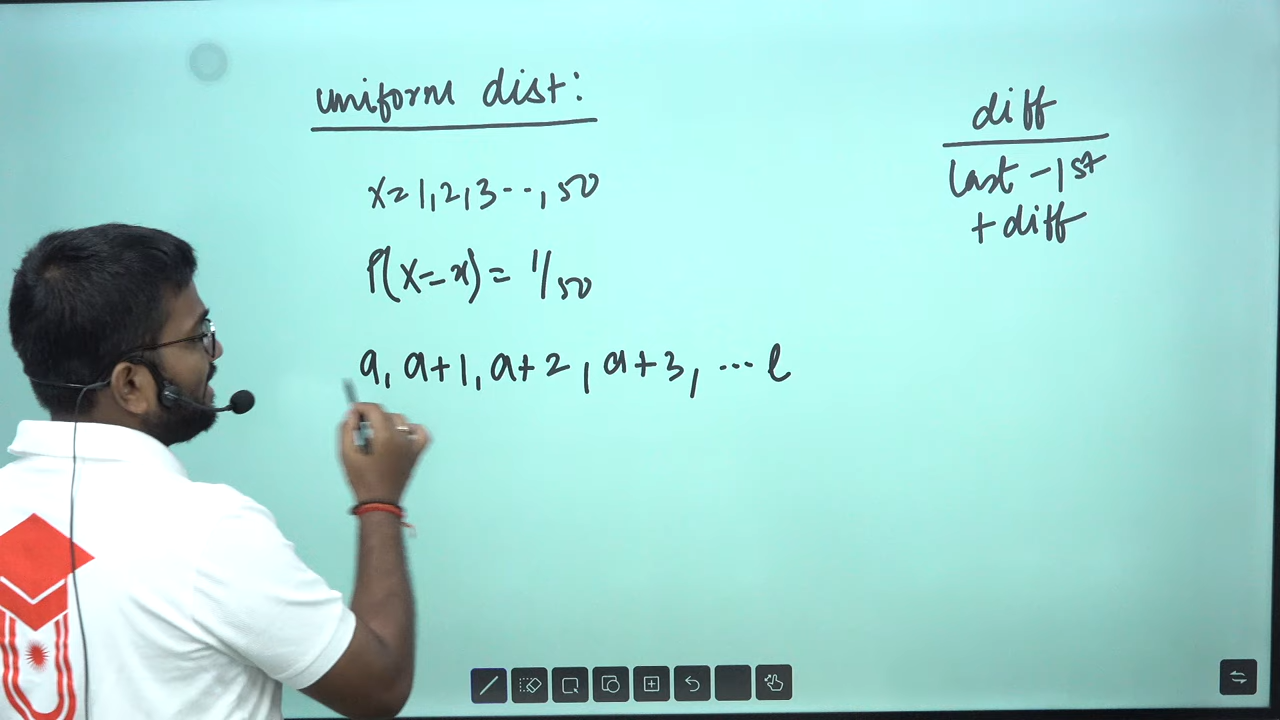 uniform dist:
x=1,2,3--,50
P(X=x)= 1/50
a, a+1, a+2, a+3, ... l
diff
last -1st
+ diff